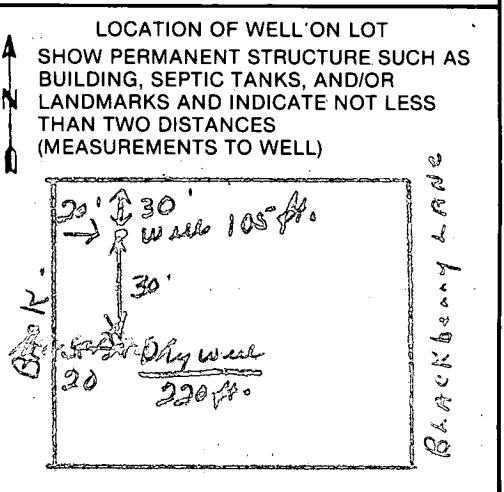 LOCATION OF WELL ON LOT
SHOW PERMANENT STRUCTURE SUCH AS
BUILDING, SEPTIC TANKS, AND/OR
LANDMARKS AND INDICATE NOT LESS
THAN TWO DISTANCES
(MEASUREMENTS TO WELL)
N
20' 30'
well 105 ft.
30'
Dry well
20
220 ft.
BLACKberry LANE